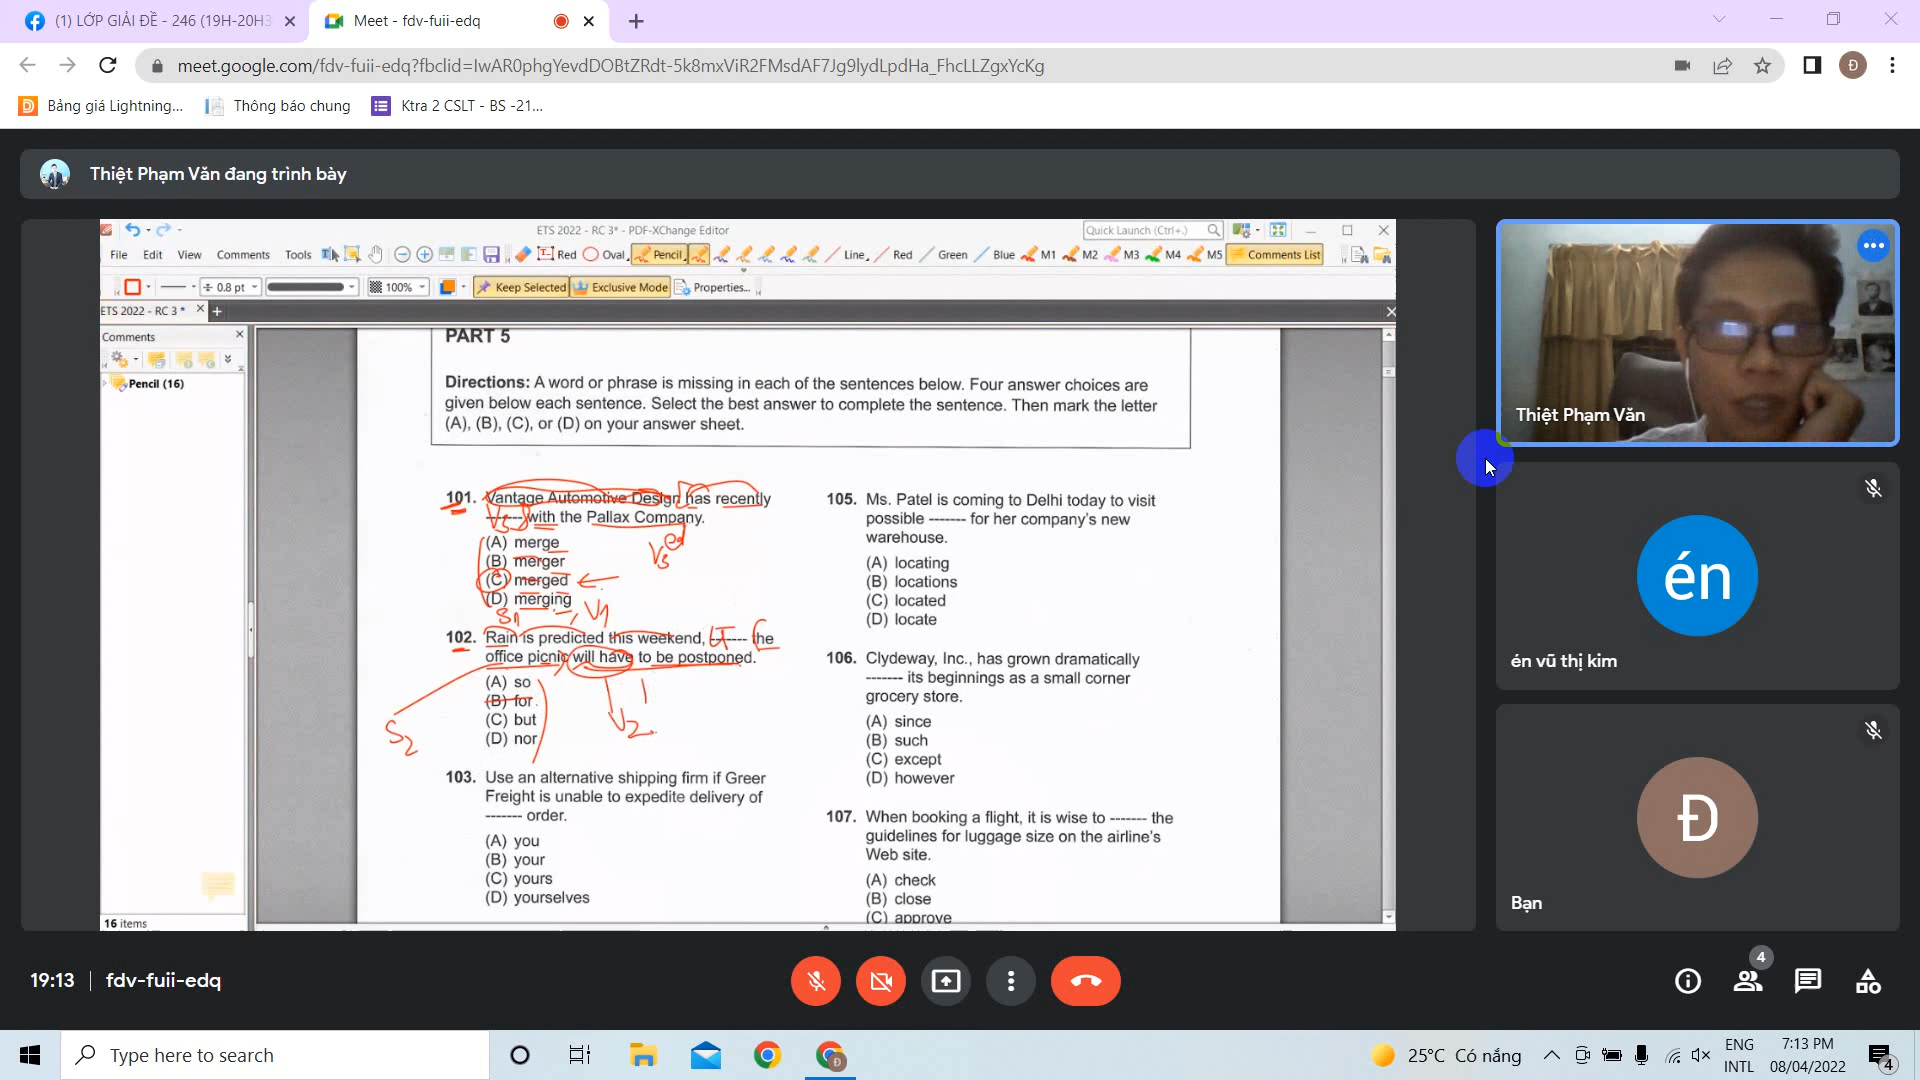 (1) LỚP GIẢI ĐỀ - 246 (19H-20H3
Meet - fdv-fuii-edq
meet.google.com/fdv-fuii-edq?fbclid=IwAR0phgYevdDOBtZRdt-5k8mxViR2FMsdAF7Jg9lydLpdHa_FhcLLZgxYcKg
Đ
Bảng giá Lightning...
Thông báo chung
Ktra 2 CSLT - BS -21...
Thiệt Phạm Văn đang trình bày
ETS 2022 - RC 3* - PDF-XChange Editor
Quick Launch (Ctrl+.)
File Edit View Comments Tools Red Oval Pencil Line Red Green Blue M1 M2 M3 M4 M5 Comments List
0.8 pt 100% Keep Selected Exclusive Mode Properties...
ETS 2022 - RC 3 *
Comments
Pencil (16)
16 items
PART 5
Directions: A word or phrase is missing in each of the sentences below. Four answer choices are
given below each sentence. Select the best answer to complete the sentence. Then mark the letter
(A), (B), (C), or (D) on your answer sheet.
101. Vantage Automotive Design has recently
------- with the Pallax Company.
V3
V3
ed
(A) merge
(B) merger
(C) merged
(D) merging
S1
V1
102. Rain is predicted this weekend, ------- the
office picnic will have to be postponed.
(A) so
(B) for
(C) but
(D) nor
S2
V2
103. Use an alternative shipping firm if Greer
Freight is unable to expedite delivery of
------- order.
(A) you
(B) your
(C) yours
(D) yourselves
105. Ms. Patel is coming to Delhi today to visit
possible ------- for her company's new
warehouse.
(A) locating
(B) locations
(C) located
(D) locate
106. Clydeway, Inc., has grown dramatically
------- its beginnings as a small corner
grocery store.
(A) since
(B) such
(C) except
(D) however
107. When booking a flight, it is wise to ------- the
guidelines for luggage size on the airline's
Web site.
(A) check
(B) close
(C) approve
Thiệt Phạm Văn
én
én vũ thị kim
Đ
Bạn
19:13 | fdv-fuii-edq
4
Type here to search
Đ
25°C Có nắng
ENG
INTL
7:13 PM
08/04/2022
4